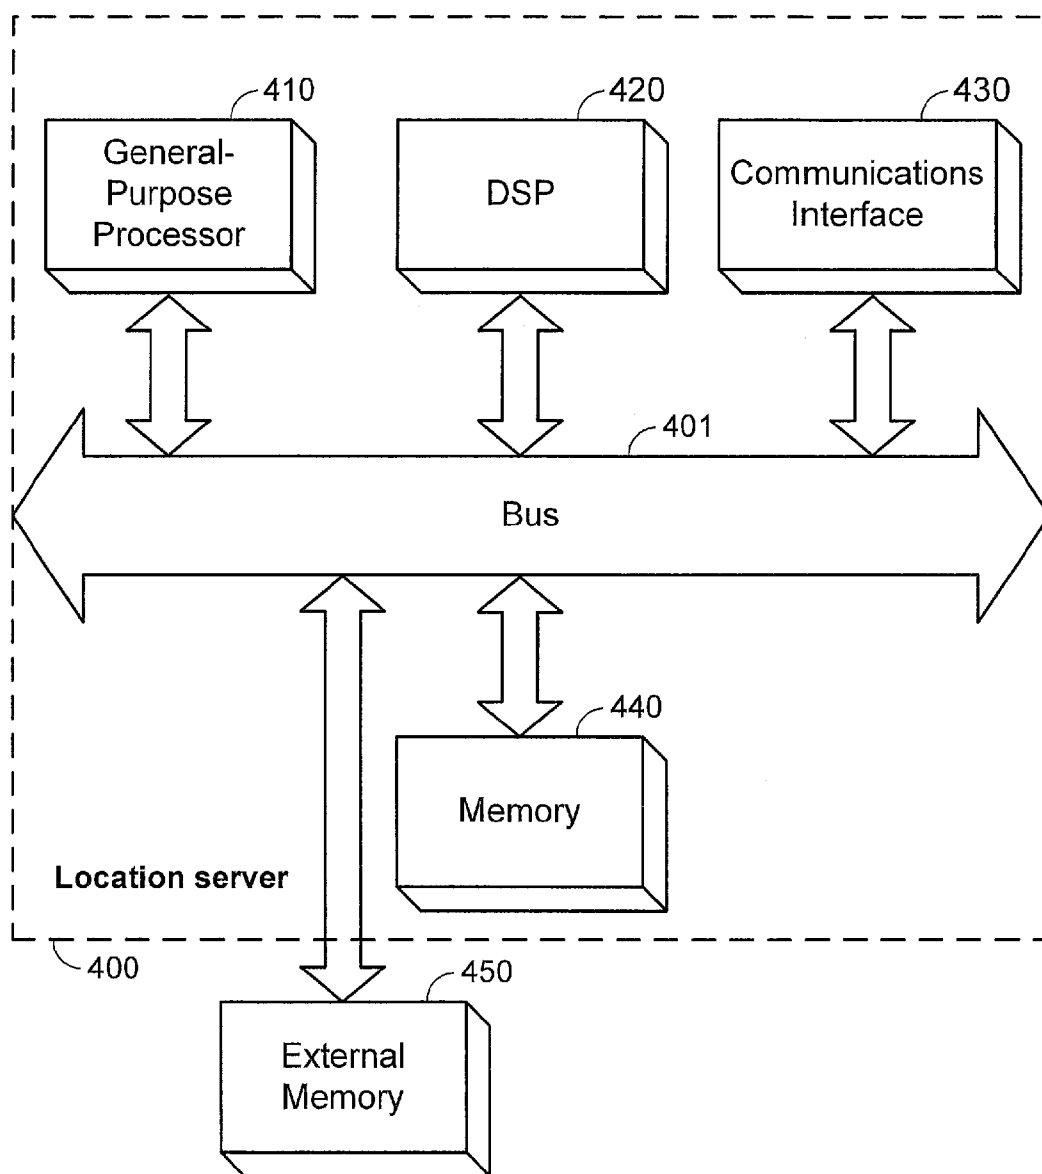 410
General-
Purpose
Processor
420
DSP
430
Communications
Interface
401
Bus
440
Memory
Location server
400
450
External
Memory